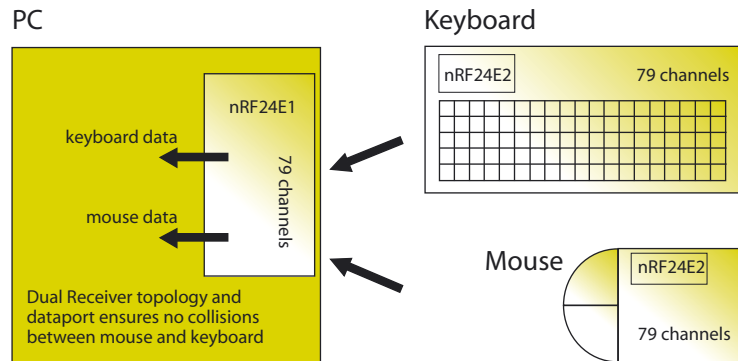 PC
nRF24E1
keyboard data
79 channels
mouse data
Dual Receiver topology and
dataport ensures no collisions
between mouse and keyboard
Keyboard
nRF24E2
79 channels
Mouse
nRF24E2
79 channels